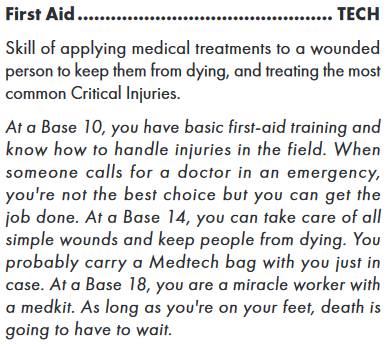 First Aid............................................. TECH
Skill of applying medical treatments to a wounded
person to keep them from dying, and treating the most
common Critical Injuries.
At a Base 10, you have basic first-aid training and
know how to handle injuries in the field. When
someone calls for a doctor in an emergency,
you're not the best choice but you can get the
job done. At a Base 14, you can take care of all
simple wounds and keep people from dying. You
probably carry a Medtech bag with you just in
case. At a Base 18, you are a miracle worker with
a medkit. As long as you're on your feet, death is
going to have to wait.